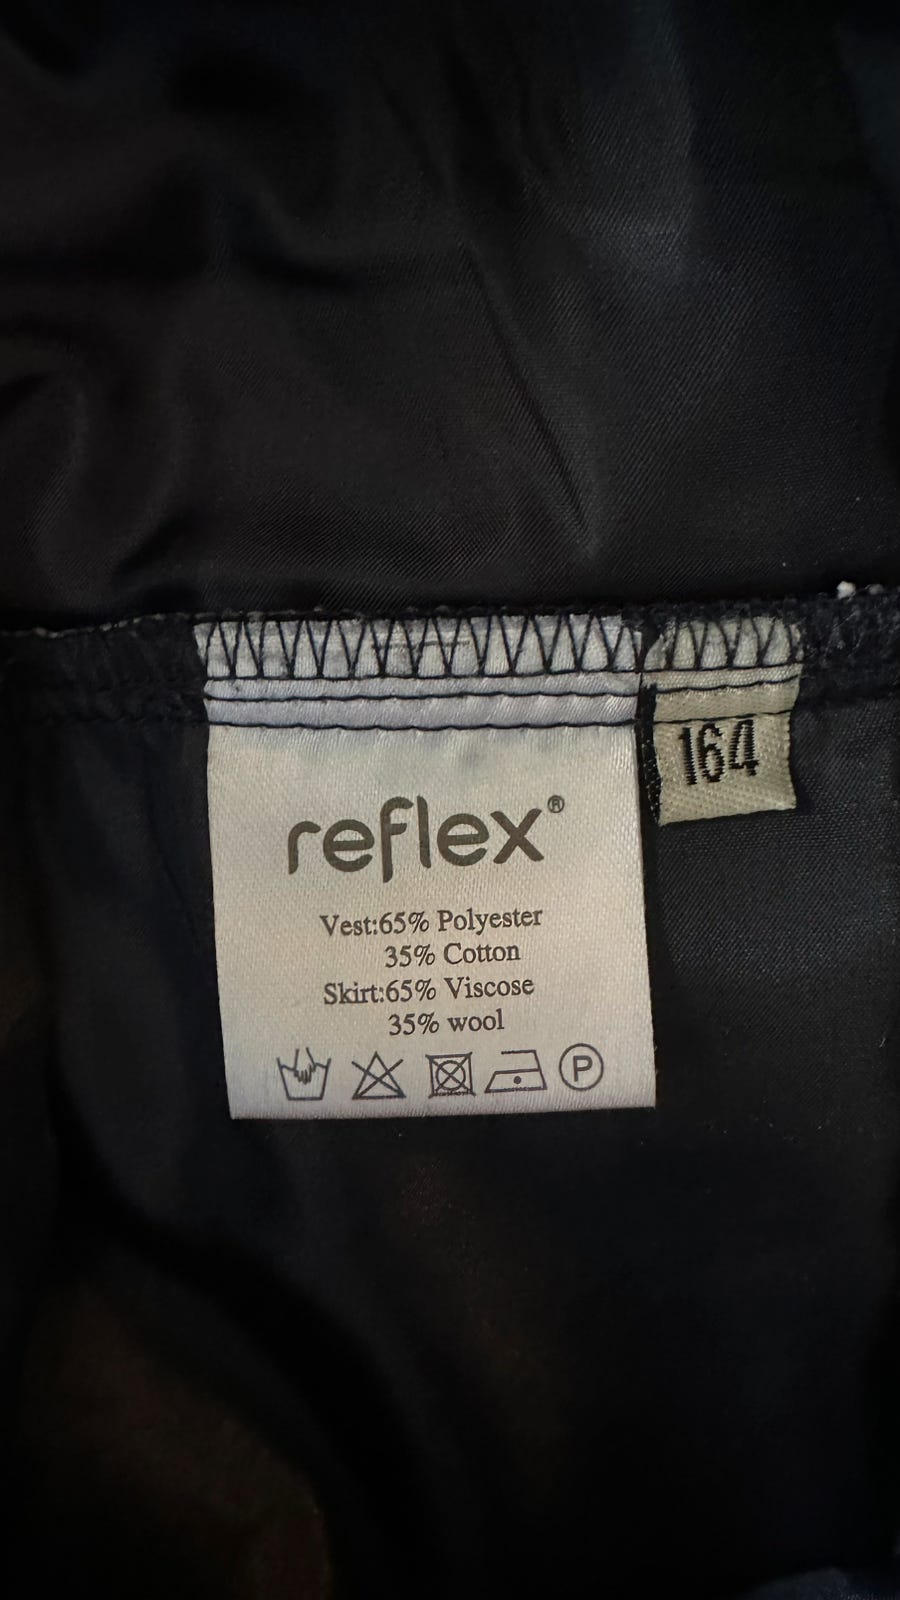 164
reflex®
Vest:65% Polyester
35% Cotton
Skirt:65% Viscose
35% wool
P